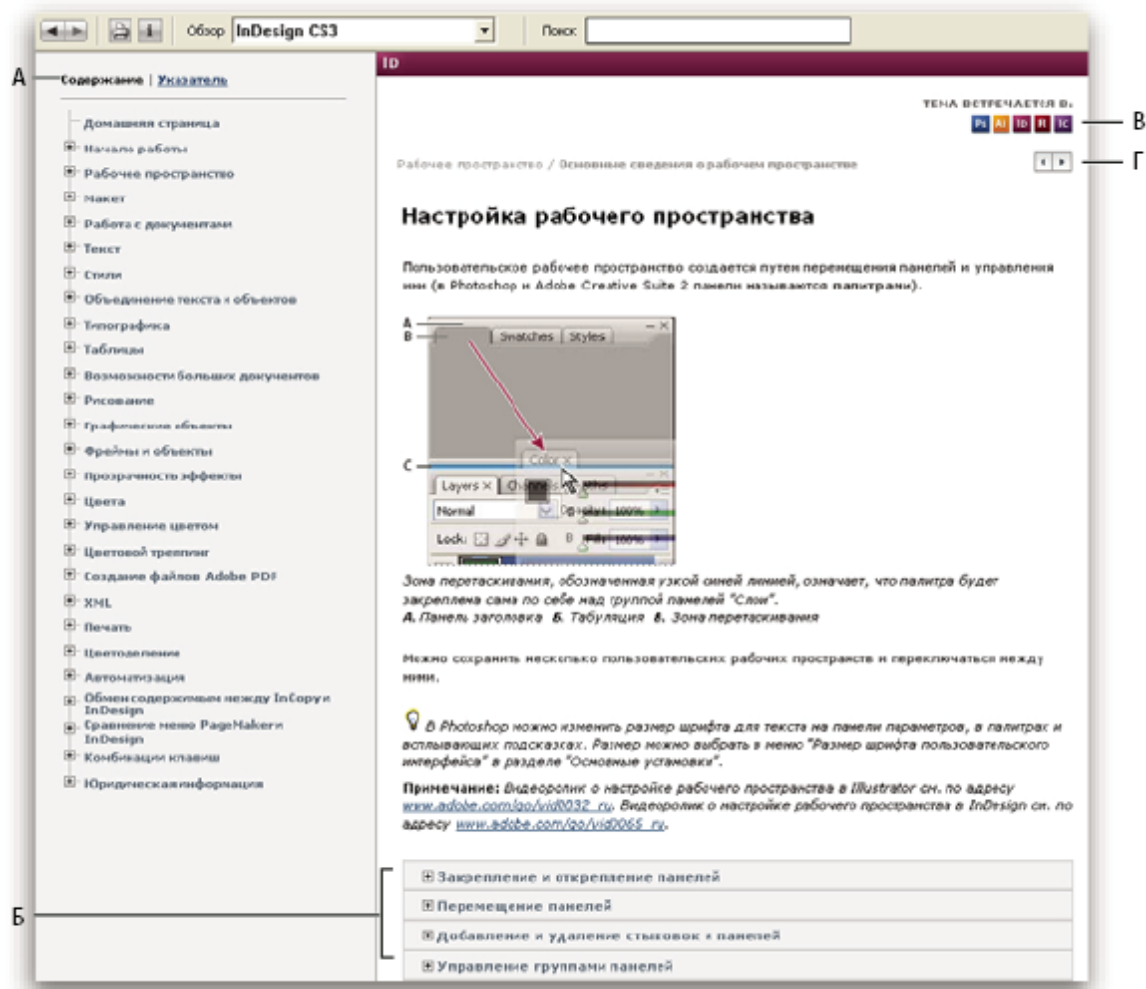 Обзор InDesign CS3 Поиск:
А
Содержание | Указатель
Домашняя страница
Начало работы
Рабочее пространство
Макет
Работа с документами
Текст
Стили
Объединение текста и объектов
Типографика
Таблицы
Возможности больших документов
Рисование
Графические объекты
Фреймы и объекты
Прозрачность эффекты
Цвета
Управление цветом
Цветовой треппинг
Создание файлов Adobe PDF
XML
Печать
Цветоделение
Автоматизация
Обмен содержимым между InCopy и
InDesign
Сравнение меню PageMaker и
InDesign
Комбинации клавиш
Юридическая информация
ID
ТЕМА ВСТРЕЧАЕТСЯ В:
Ps Ai ID Fl IC
В
Рабочее пространство / Основные сведения о рабочем пространстве
Г
Настройка рабочего пространства
Пользовательское рабочее пространство создается путем перемещения панелей и управления
ими (в Photoshop и Adobe Creative Suite 2 панели называются палитрами).
A
B
Swatches Styles
C
Color ×
Layers × Channels Paths
Normal Opacity: 100%
Lock: B Fill: 100%
Зона перетаскивания, обозначенная узкой синей линией, означает, что палитра будет
закреплена сама по себе над группой панелей "Слои".
А. Панель заголовка Б. Табуляция В. Зона перетаскивания
Можно сохранить несколько пользовательских рабочих пространств и переключаться между
ними.
В Photoshop можно изменить размер шрифта для текста на панели параметров, в палитрах и
всплывающих подсказках. Размер можно выбрать в меню "Размер шрифта пользовательского
интерфейса" в разделе "Основные установки".
Примечание: Видеоролик о настройке рабочего пространства в Illustrator см. по адресу
www.adobe.com/go/vid0032_ru. Видеоролик о настройке рабочего пространства в InDesign см. по
адресу www.adobe.com/go/vid0065_ru.
Б
Закрепление и открепление панелей
Перемещение панелей
Добавление и удаление стыковок и панелей
Управление группами панелей